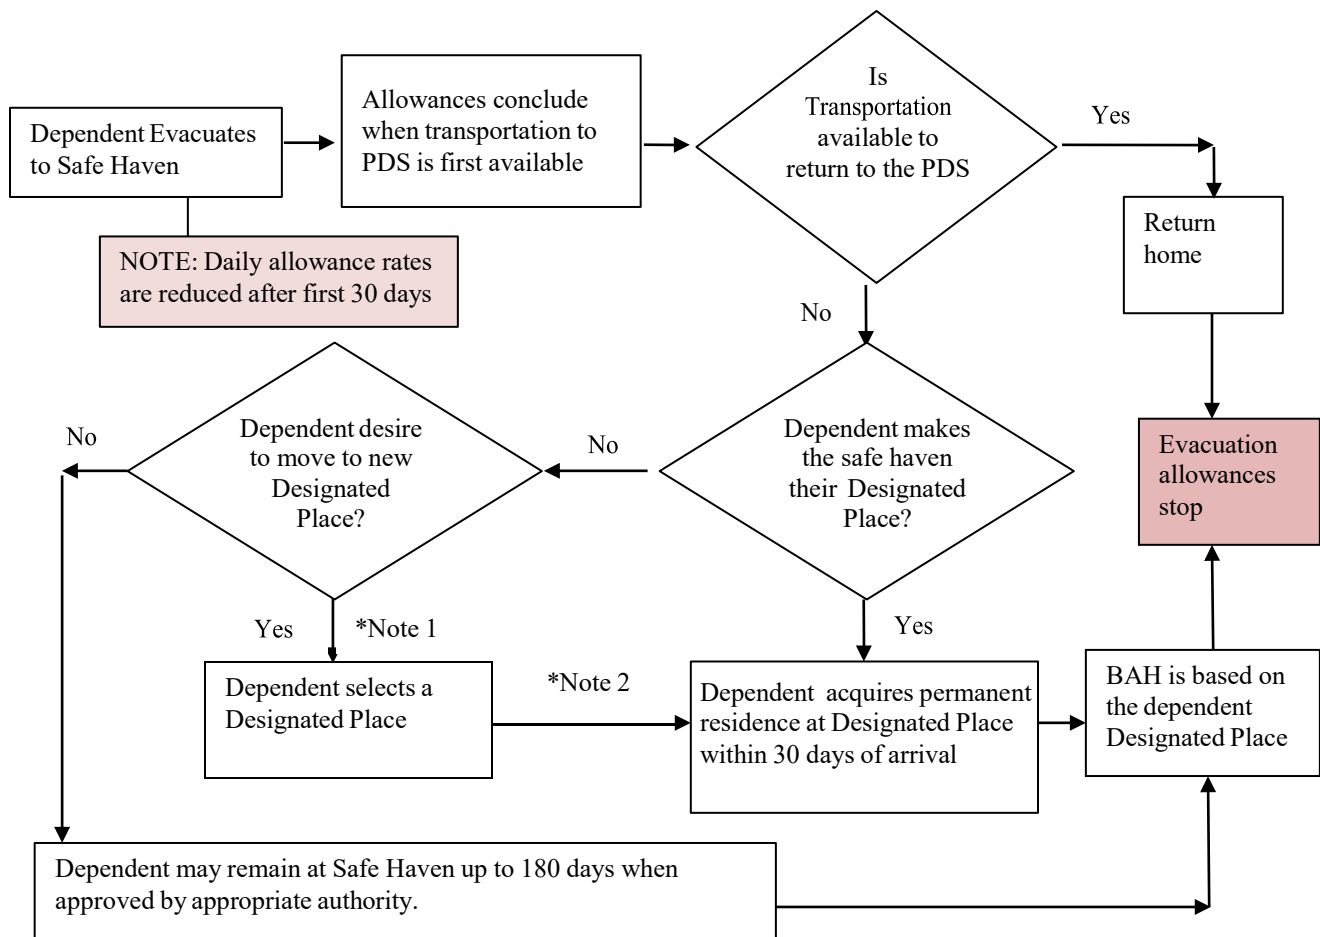 Dependent Evacuates
to Safe Haven
Allowances conclude
when transportation to
PDS is first available
Is
Transportation
available to
return to the PDS
Yes
Return
home
NOTE: Daily allowance rates
are reduced after first 30 days
No
Dependent desire
to move to new
Designated
Place?
No
No
Dependent makes
the safe haven
their Designated
Place?
Evacuation
allowances
stop
Yes
*Note 1
Yes
Dependent selects a
Designated Place
*Note 2
Dependent acquires permanent
residence at Designated Place
within 30 days of arrival
BAH is based on
the dependent
Designated Place
Dependent may remain at Safe Haven up to 180 days when
approved by appropriate authority.